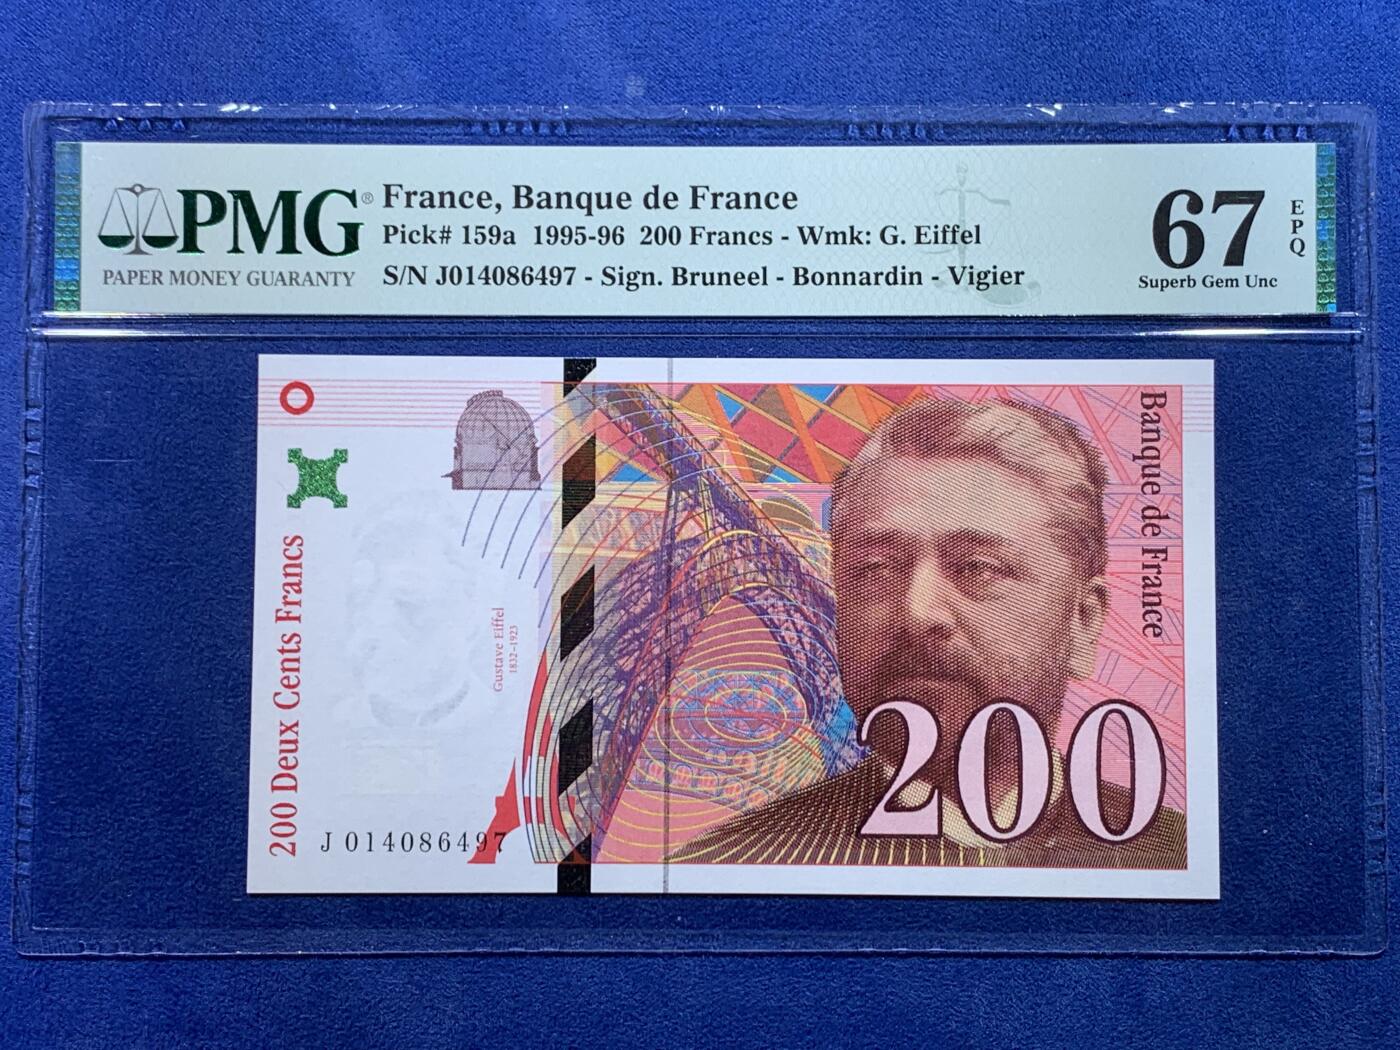 PMG®
PAPER MONEY GUARANTY
France, Banque de France
Pick# 159a 1995-96 200 Francs - Wmk: G. Eiffel
S/N J014086497 - Sign. Bruneel - Bonnardin - Vigier
67
EPQ
Superb Gem Unc
200 Deux Cents Francs
J 014086497
Gustave Eiffel
1832-1923
Banque de France
200